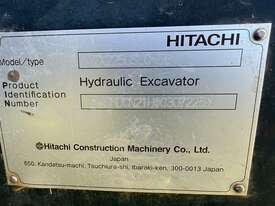 HITACHI
Model/type
Hydraulic Excavator
Product
Identification
Number
Hitachi Construction Machinery Co., Ltd.
Japan
650, Kandatsu-machi, Tsuchiura-shi, Ibaraki-ken, 300-0013 Japan